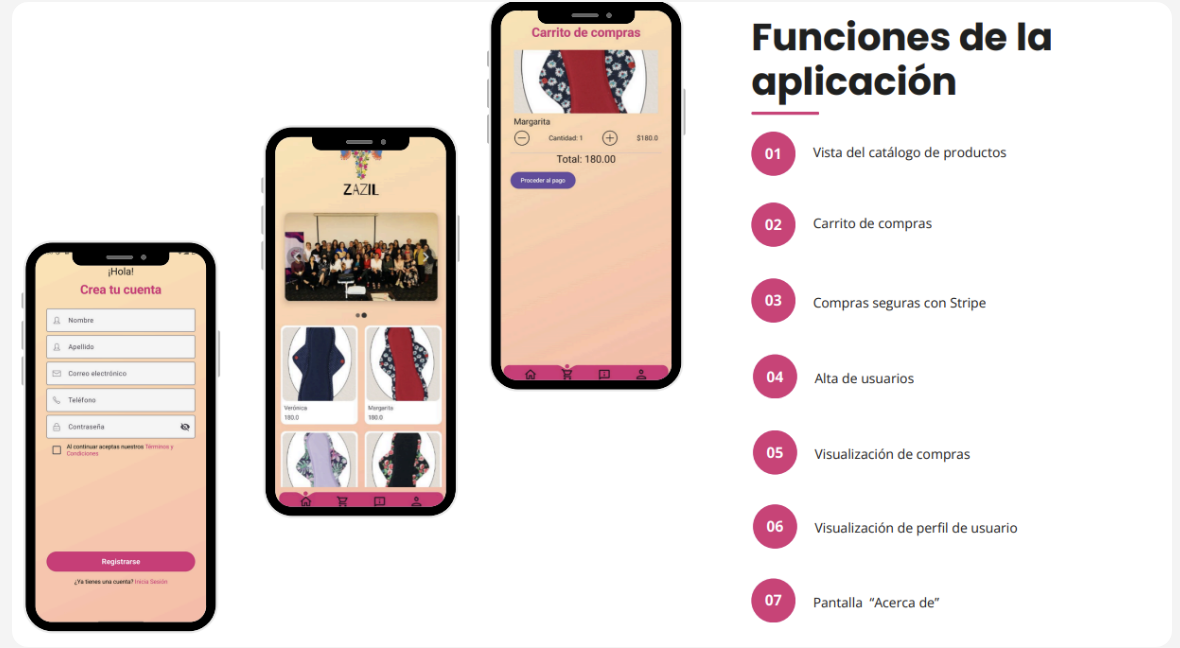 ¡Hola!
Crea tu cuenta
Nombre
Apellido
Correo electrónico
Teléfono
Contraseña
Al continuar aceptas nuestros Términos y
Condiciones
Registrarse
¿Ya tienes una cuenta? Inicia Sesión
ZAZIL
Verónica
180.0
Margarita
180.0
Carrito de compras
Margarita
Cantidad: 1
$180.0
Total: 180.00
Proceder al pago
Funciones de la
aplicación
01 Vista del catálogo de productos
02 Carrito de compras
03 Compras seguras con Stripe
04 Alta de usuarios
05 Visualización de compras
06 Visualización de perfil de usuario
07 Pantalla “Acerca de”